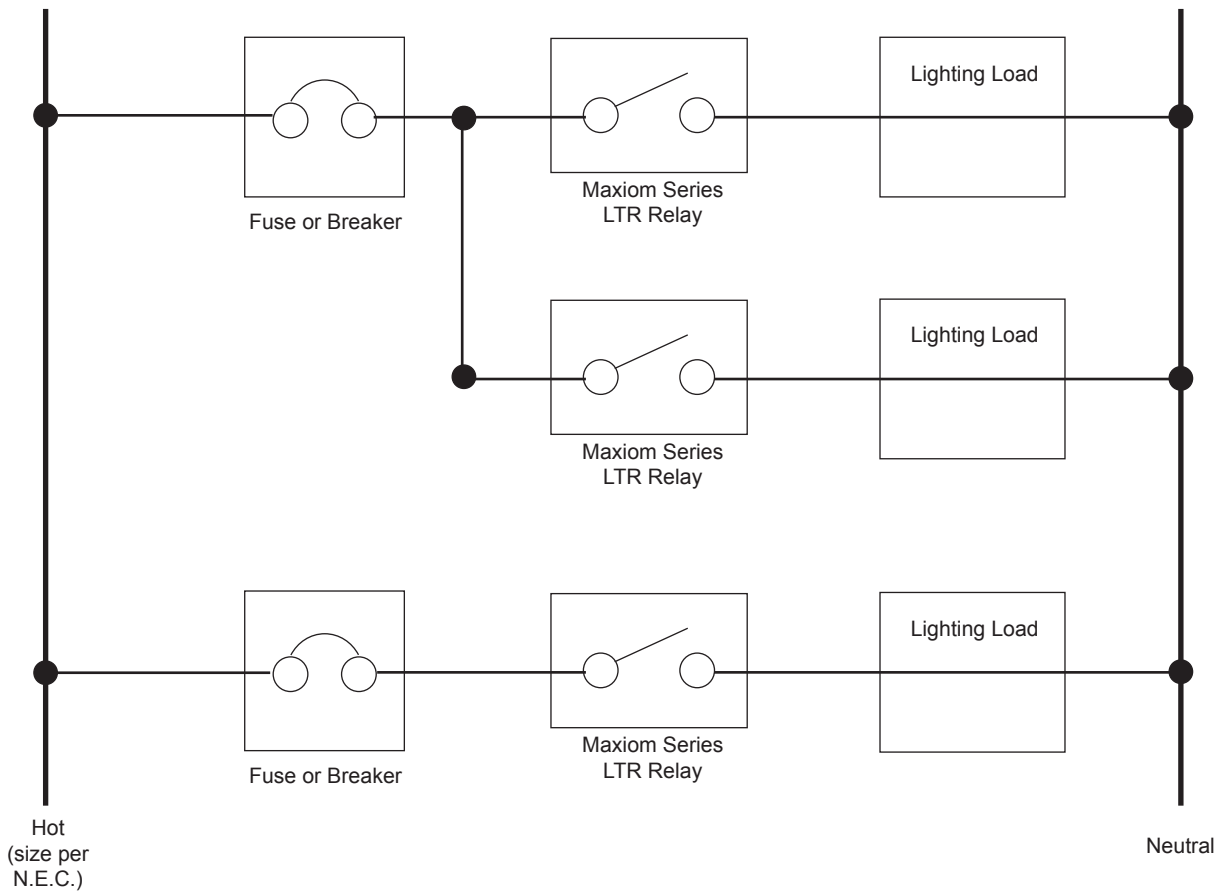 Lighting Load
Maxiom Series
LTR Relay
Fuse or Breaker
Lighting Load
Maxiom Series
LTR Relay
Lighting Load
Maxiom Series
LTR Relay
Fuse or Breaker
Hot
(size per
N.E.C.)
Neutral